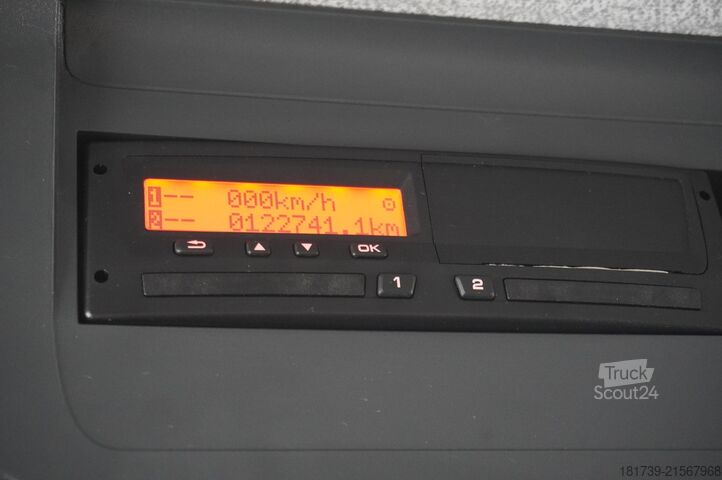 1 -- 000km/h
2 -- 0122741.1km
OK
1
2
Truck
Scout24
181739-21567968